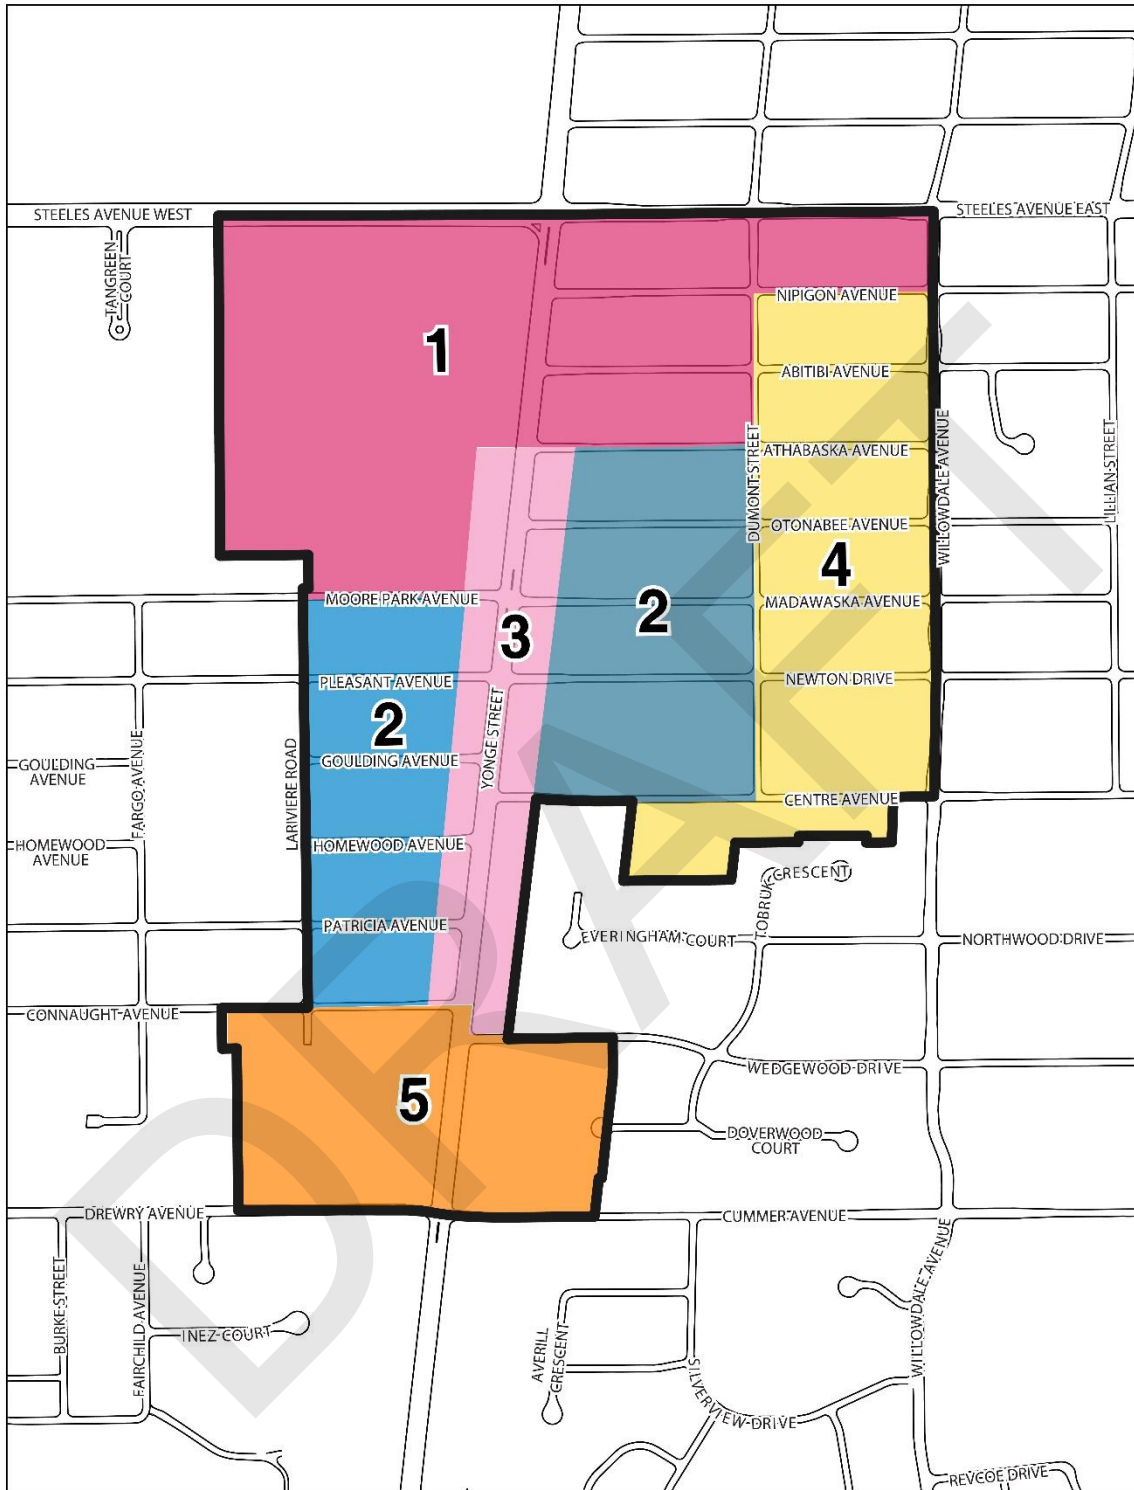 STEELES AVENUE WEST
STEELES AVENUE EAST
TANGREEN
COURT
NIPIGON AVENUE
1
ABITIBI AVENUE
DUMONT STREET
ATHABASKA AVENUE
WILLOWDALE AVENUE
LILLIAN STREET
OTONABEE AVENUE
4
MOORE PARK AVENUE
2
MADAWASKA AVENUE
3
PLEASANT AVENUE
NEWTON DRIVE
2
YONGE STREET
GOULDING
AVENUE
FARGO AVENUE
LARIVIERE ROAD
GOULDING AVENUE
CENTRE AVENUE
HOMEWOOD
AVENUE
HOMEWOOD AVENUE
TOBRUK
CRESCENT
PATRICIA AVENUE
EVERINGHAM COURT
NORTHWOOD DRIVE
CONNAUGHT AVENUE
WEDGEWOOD DRIVE
5
DOVERWOOD
COURT
DREWRY AVENUE
CUMMER AVENUE
BURKE STREET
FAIRCHILD AVENUE
INEZ COURT
AVERILL
CRESCENT
WILLOWDALE AVENUE
SILVERVIEW DRIVE
REVCOE DRIVE
DRAFT